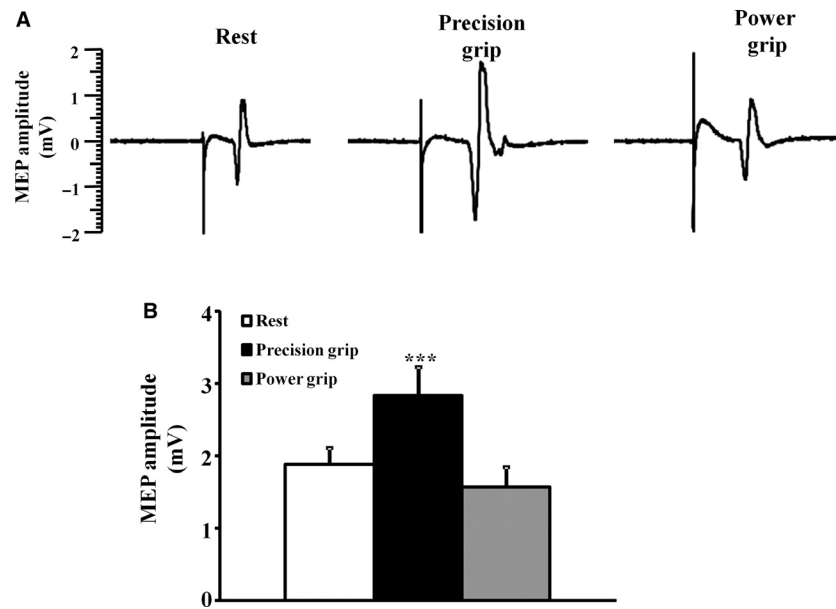 A
Rest
Precision
grip
Power
grip
MEP amplitude
(mV)
2
1
0
–1
–2
B
MEP amplitude
(mV)
4
3
2
1
0
Rest
Precision grip
Power grip
***